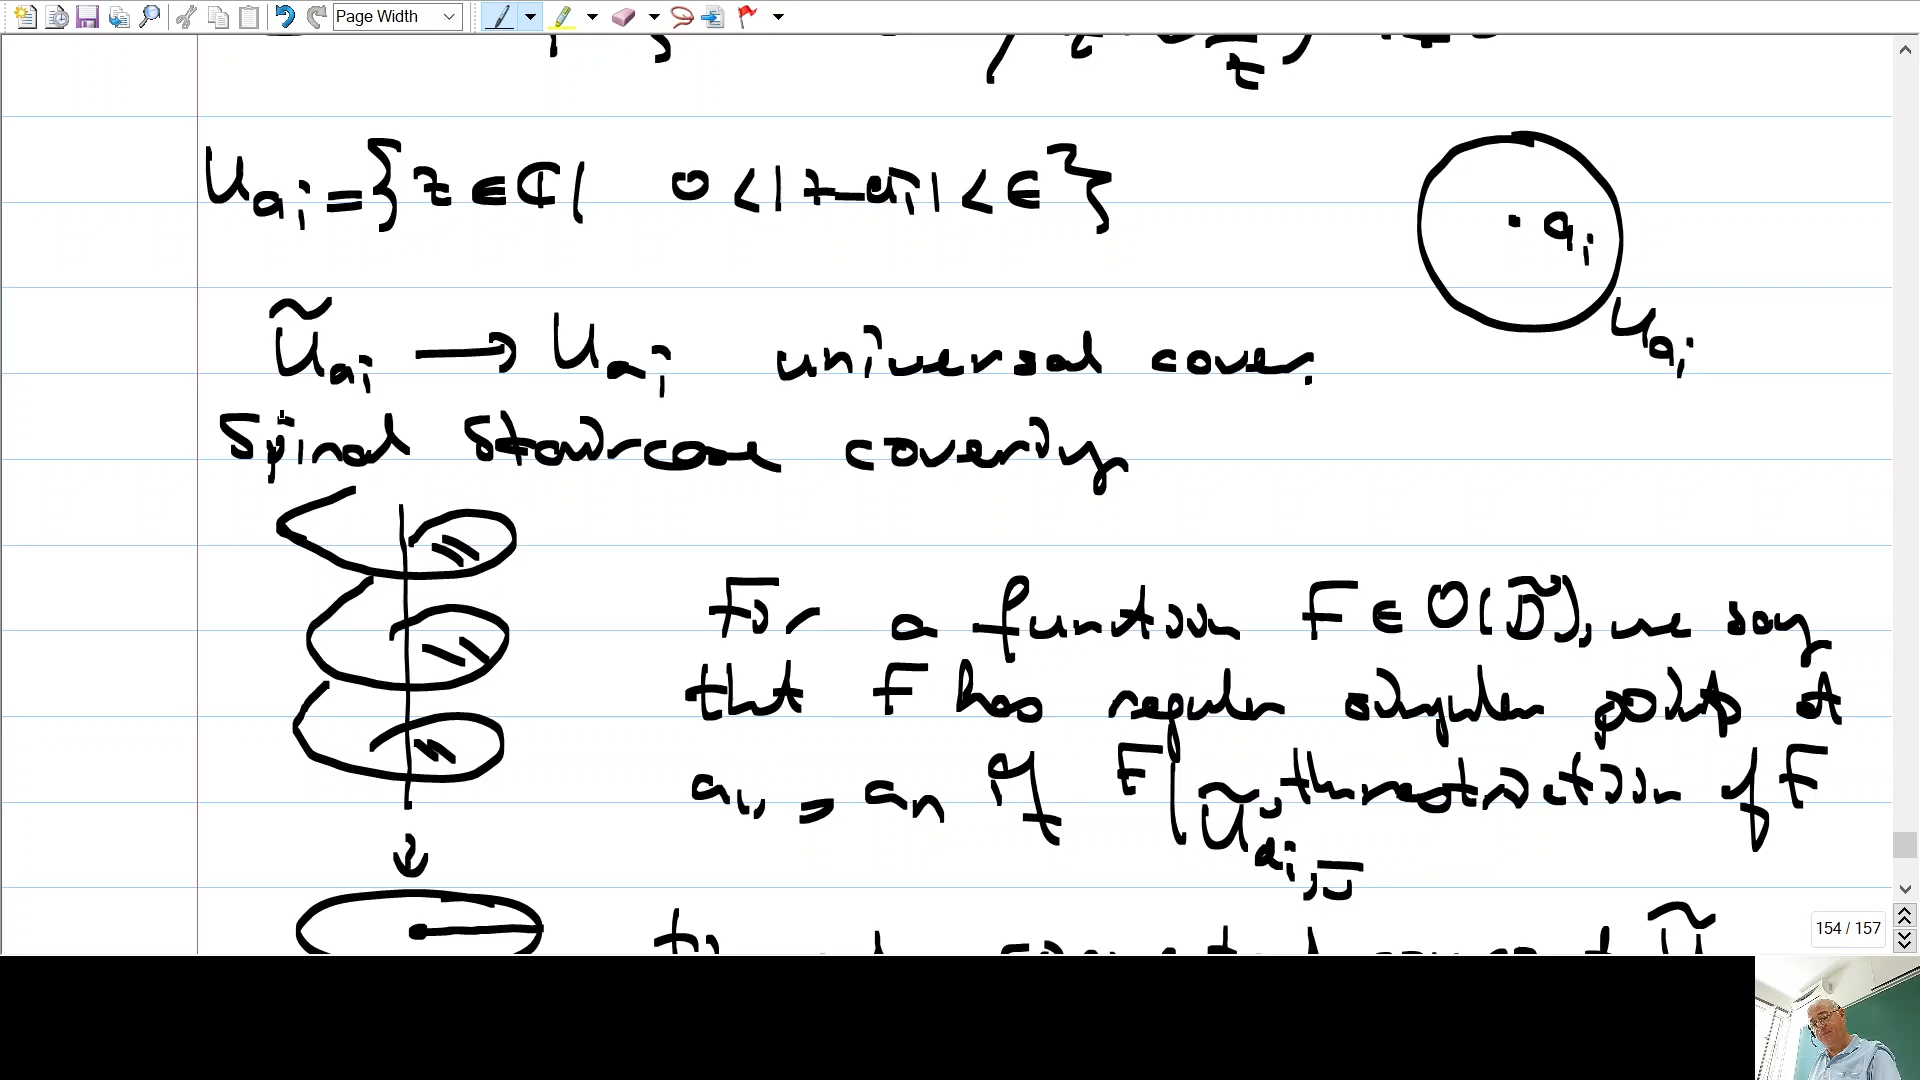 Page Width
U_{a_i} = {z ∈ ℂ | 0 < |z - a_i| < ε²}
a_i
U_{a_i}
Ũ_{a_i} → U_{a_i} universal cover.
Spiral Staircase covering
For a function F ∈ O(D̃), we say
that F has regular singular points at
a_1, ..., a_n if F|_{Ũ_{a_i, j}}, the restriction of F
154 / 157